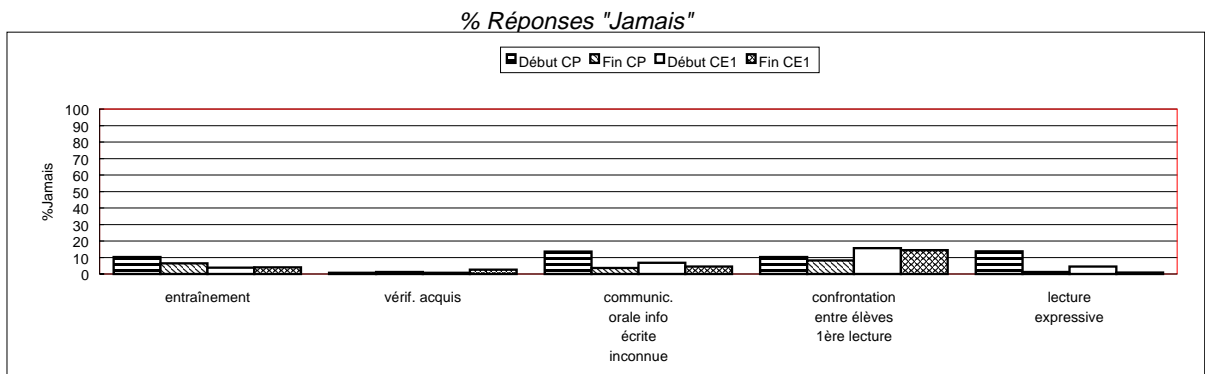 % Réponses "Jamais"
Début CP Fin CP Début CE1 Fin CE1
%Jamais
100
90
80
70
60
50
40
30
20
10
0
entraînement
vérif. acquis
communic.
orale info
écrite
inconnue
confrontation
entre élèves
1ère lecture
lecture
expressive